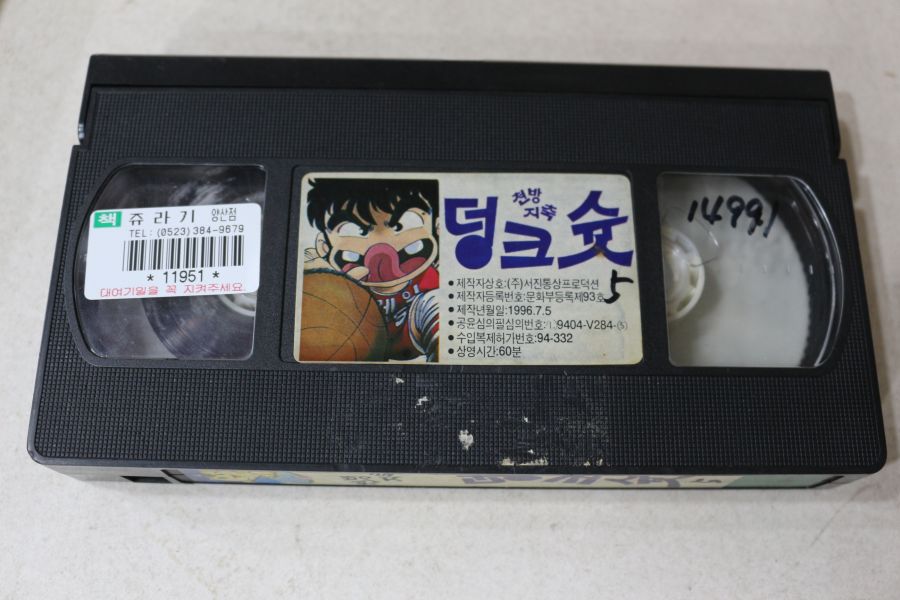 책 쥬라기 양산점
TEL: (0523) 384-9679
* 11951 *
대여기일을 꼭 지켜주세요.
천방
지축
덩크슛
5
• 제작자상호:(주)서진통상프로덕션
• 제작자등록번호:문화부등록제93호
• 제작년월일:1996.7.5
• 공윤심의필심의번호: 9404-V284-(5)
• 수입복제허가번호:94-332
• 상영시간:60분
14991